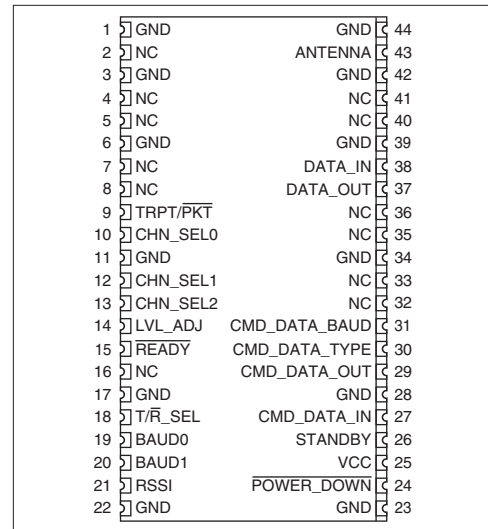 1 GND GND 44
2 NC ANTENNA 43
3 GND GND 42
4 NC NC 41
5 NC NC 40
6 GND GND 39
7 NC DATA_IN 38
8 NC DATA_OUT 37
9 TRPT/P̅K̅T̅ NC 36
10 CHN_SEL0 NC 35
11 GND GND 34
12 CHN_SEL1 NC 33
13 CHN_SEL2 NC 32
14 LVL_ADJ CMD_DATA_BAUD 31
15 R̅E̅A̅D̅Y̅ CMD_DATA_TYPE 30
16 NC CMD_DATA_OUT 29
17 GND GND 28
18 T/R̅_SEL CMD_DATA_IN 27
19 BAUD0 STANDBY 26
20 BAUD1 VCC 25
21 RSSI P̅O̅W̅E̅R̅_̅D̅O̅W̅N̅ 24
22 GND GND 23